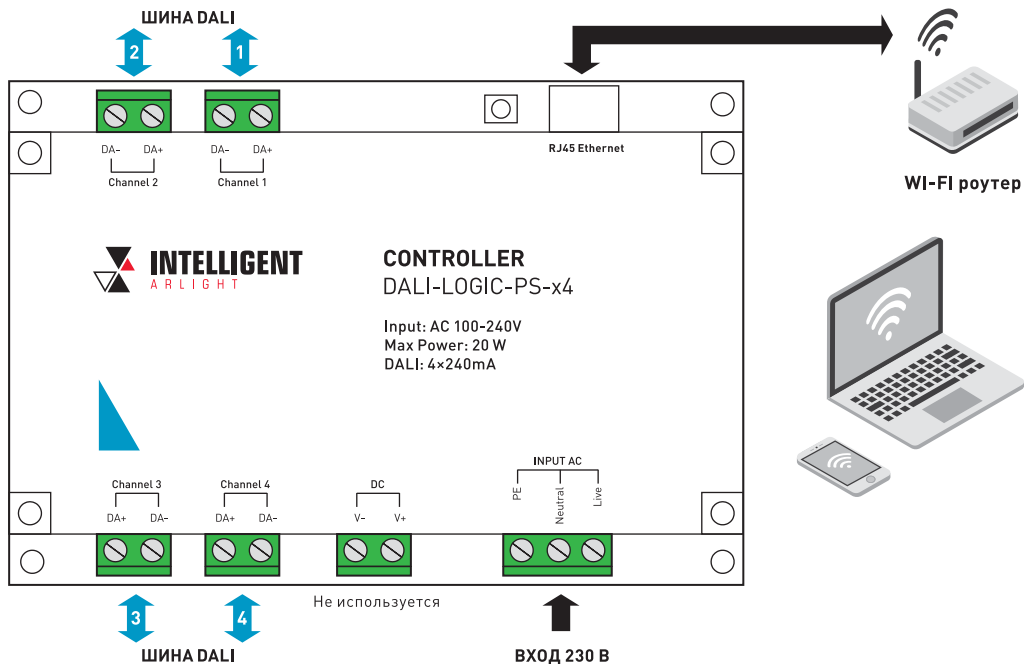 ШИНА DALI
2 1
DA- DA+ DA- DA+
Channel 2 Channel 1
RJ45 Ethernet
WI-FI роутер
INTELLIGENT
ARLIGHT
CONTROLLER
DALI-LOGIC-PS-x4
Input: AC 100-240V
Max Power: 20 W
DALI: 4×240mA
Channel 3 Channel 4 DC INPUT AC
DA+ DA- DA+ DA- V- V+ PE Neutral Live
Не используется
3 4
ШИНА DALI ВХОД 230 В